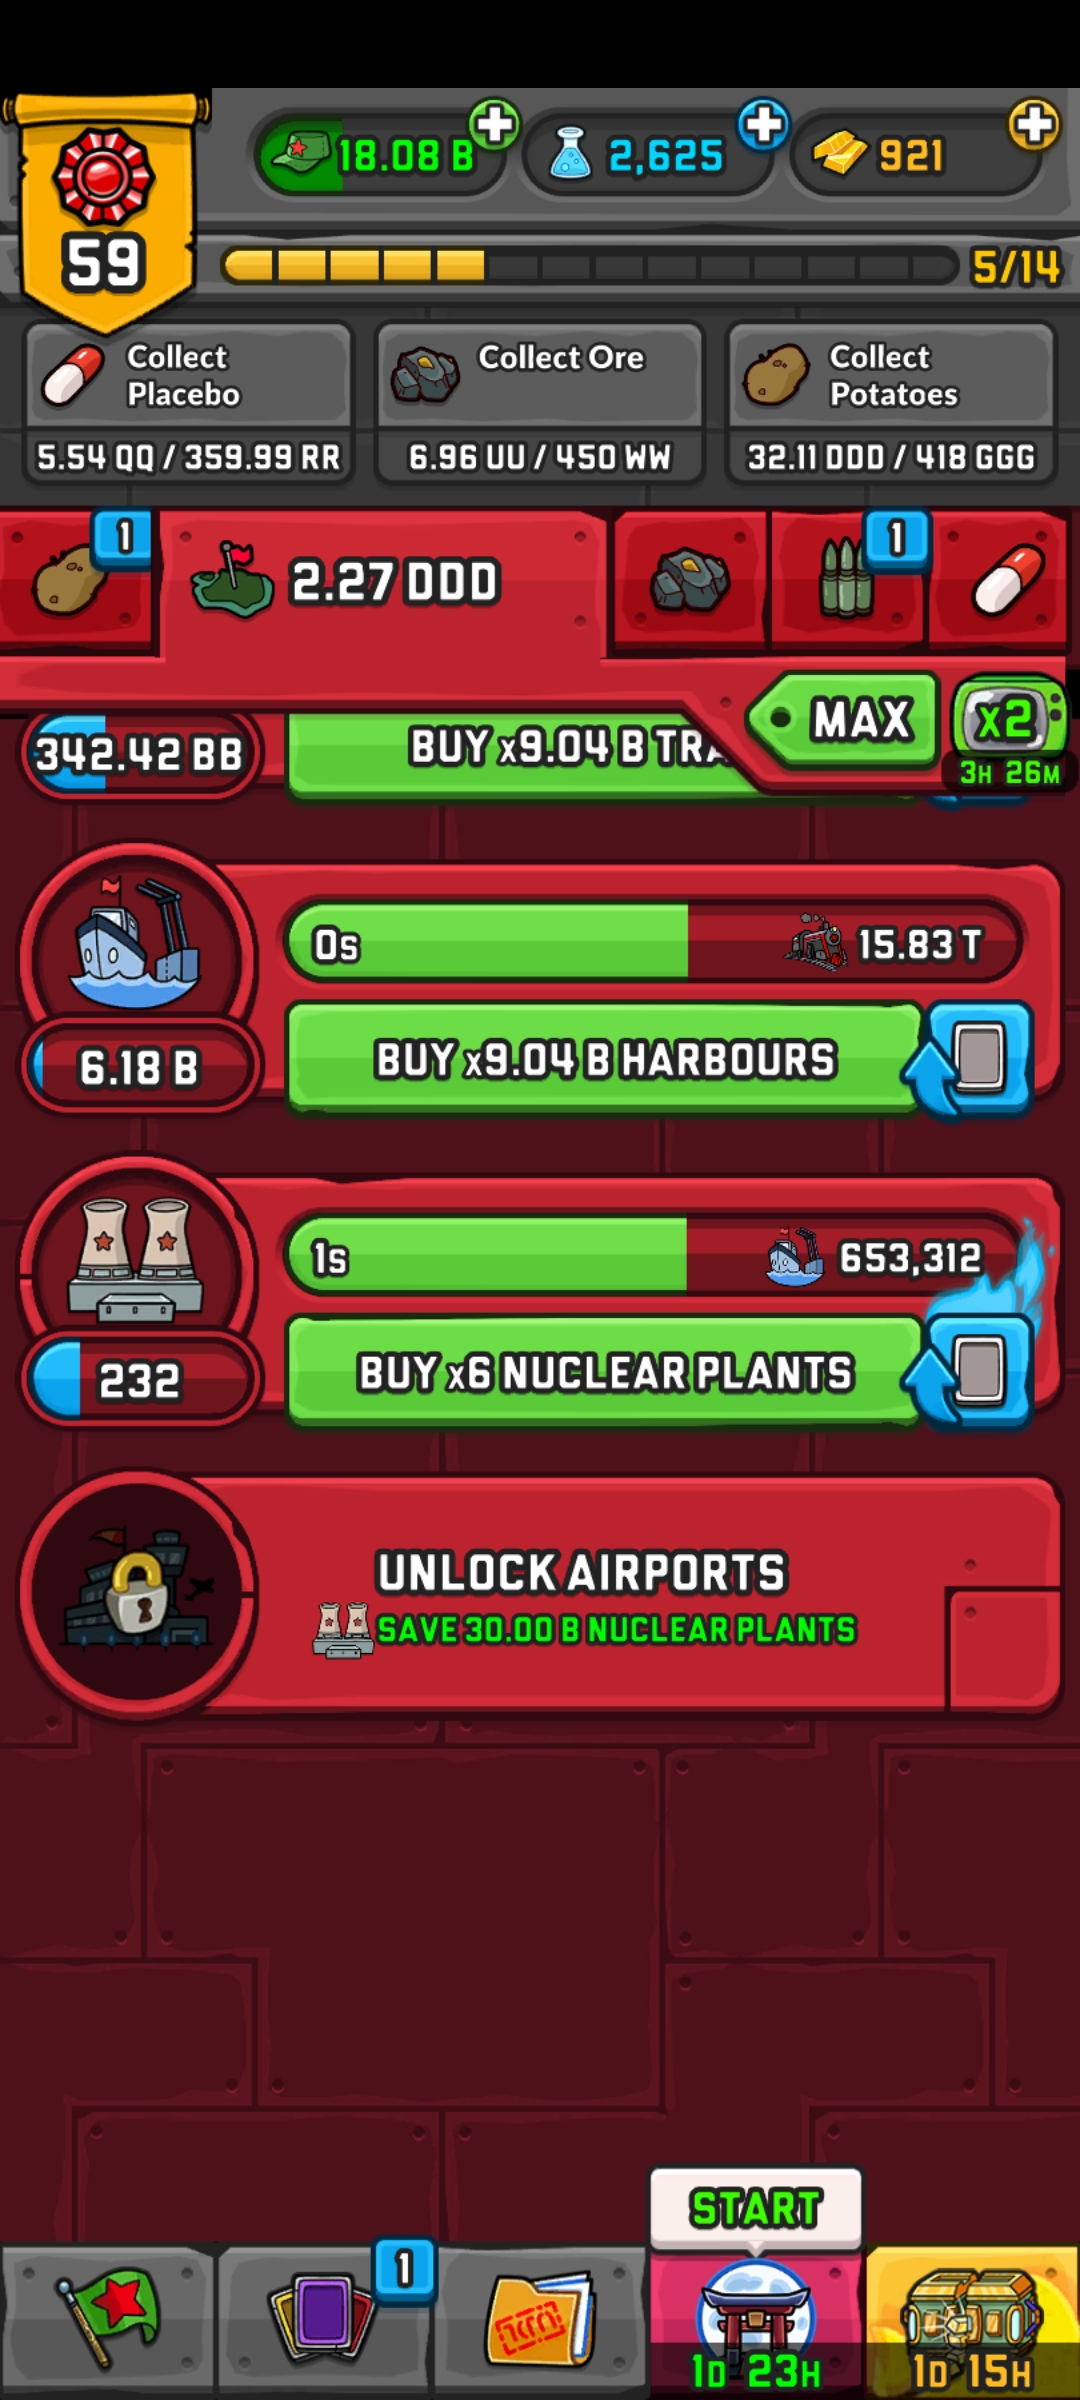 18.08 B
2,625
921
59
5/14
Collect
Placebo
5.54 QQ / 359.99 RR
Collect Ore
6.96 UU / 450 WW
Collect
Potatoes
32.11 DDD / 418 GGG
1
2.27 DDD
1
MAX
x2
3H 26M
342.42 BB
BUY x9.04 B TRA
0s
15.83 T
6.18 B
BUY x9.04 B HARBOURS
1s
653,312
232
BUY x6 NUCLEAR PLANTS
UNLOCK AIRPORTS
SAVE 30.00 B NUCLEAR PLANTS
START
1
1D 23H
1D 15H